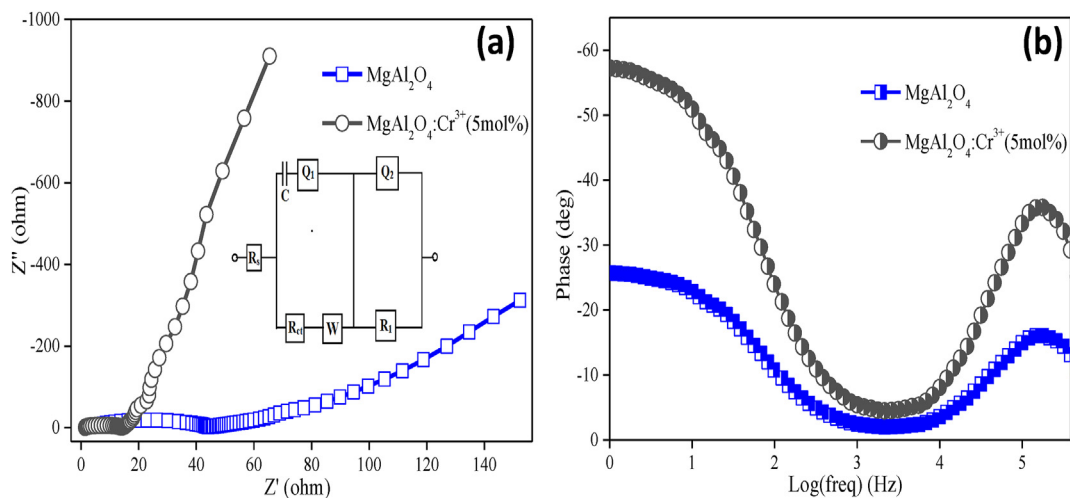 (a)
-1000
-800
-600
-400
-200
0
Z'' (ohm)
0 20 40 60 80 100 120 140
Z' (ohm)
MgAl₂O₄
MgAl₂O₄:Cr³⁺(5mol%)
C
Q₁
Q₂
Rₛ
R_ct
W
R₁
(b)
-60
-50
-40
-30
-20
-10
0
Phase (deg)
0 1 2 3 4 5
Log(freq) (Hz)
MgAl₂O₄
MgAl₂O₄:Cr³⁺(5mol%)